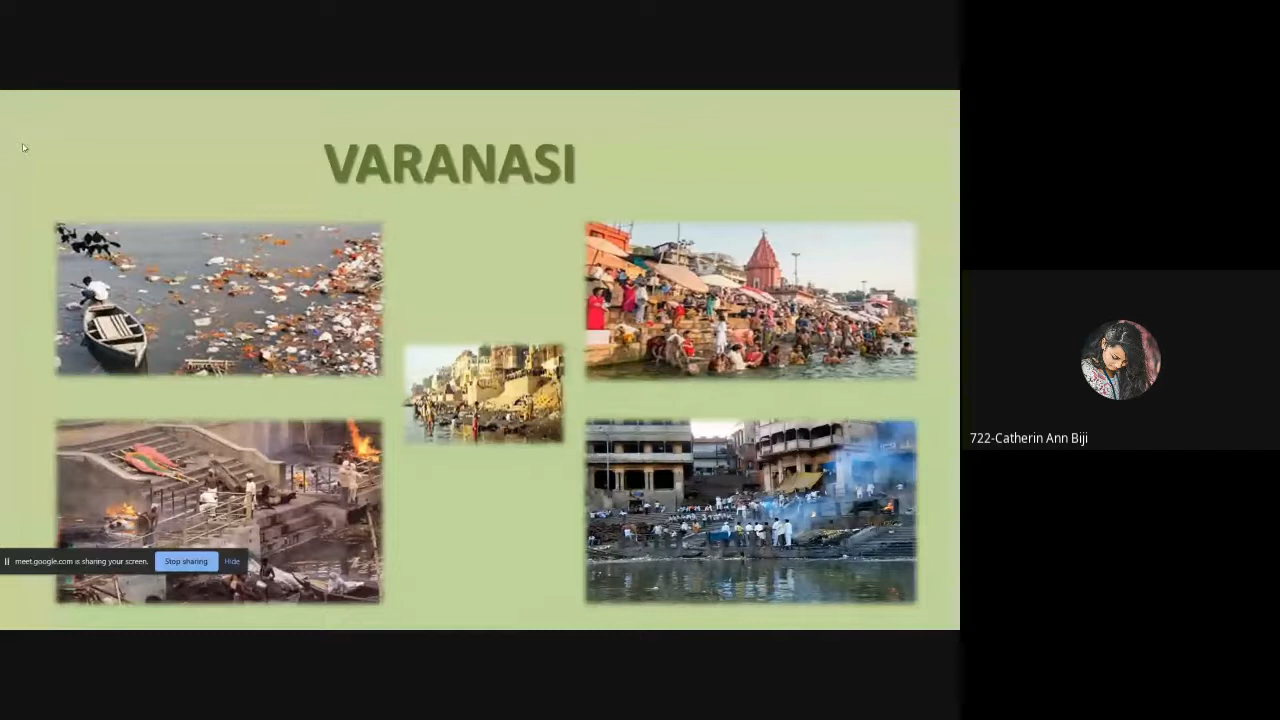 VARANASI
meet.google.com is sharing your screen. Stop sharing Hide
722-Catherin Ann Biji